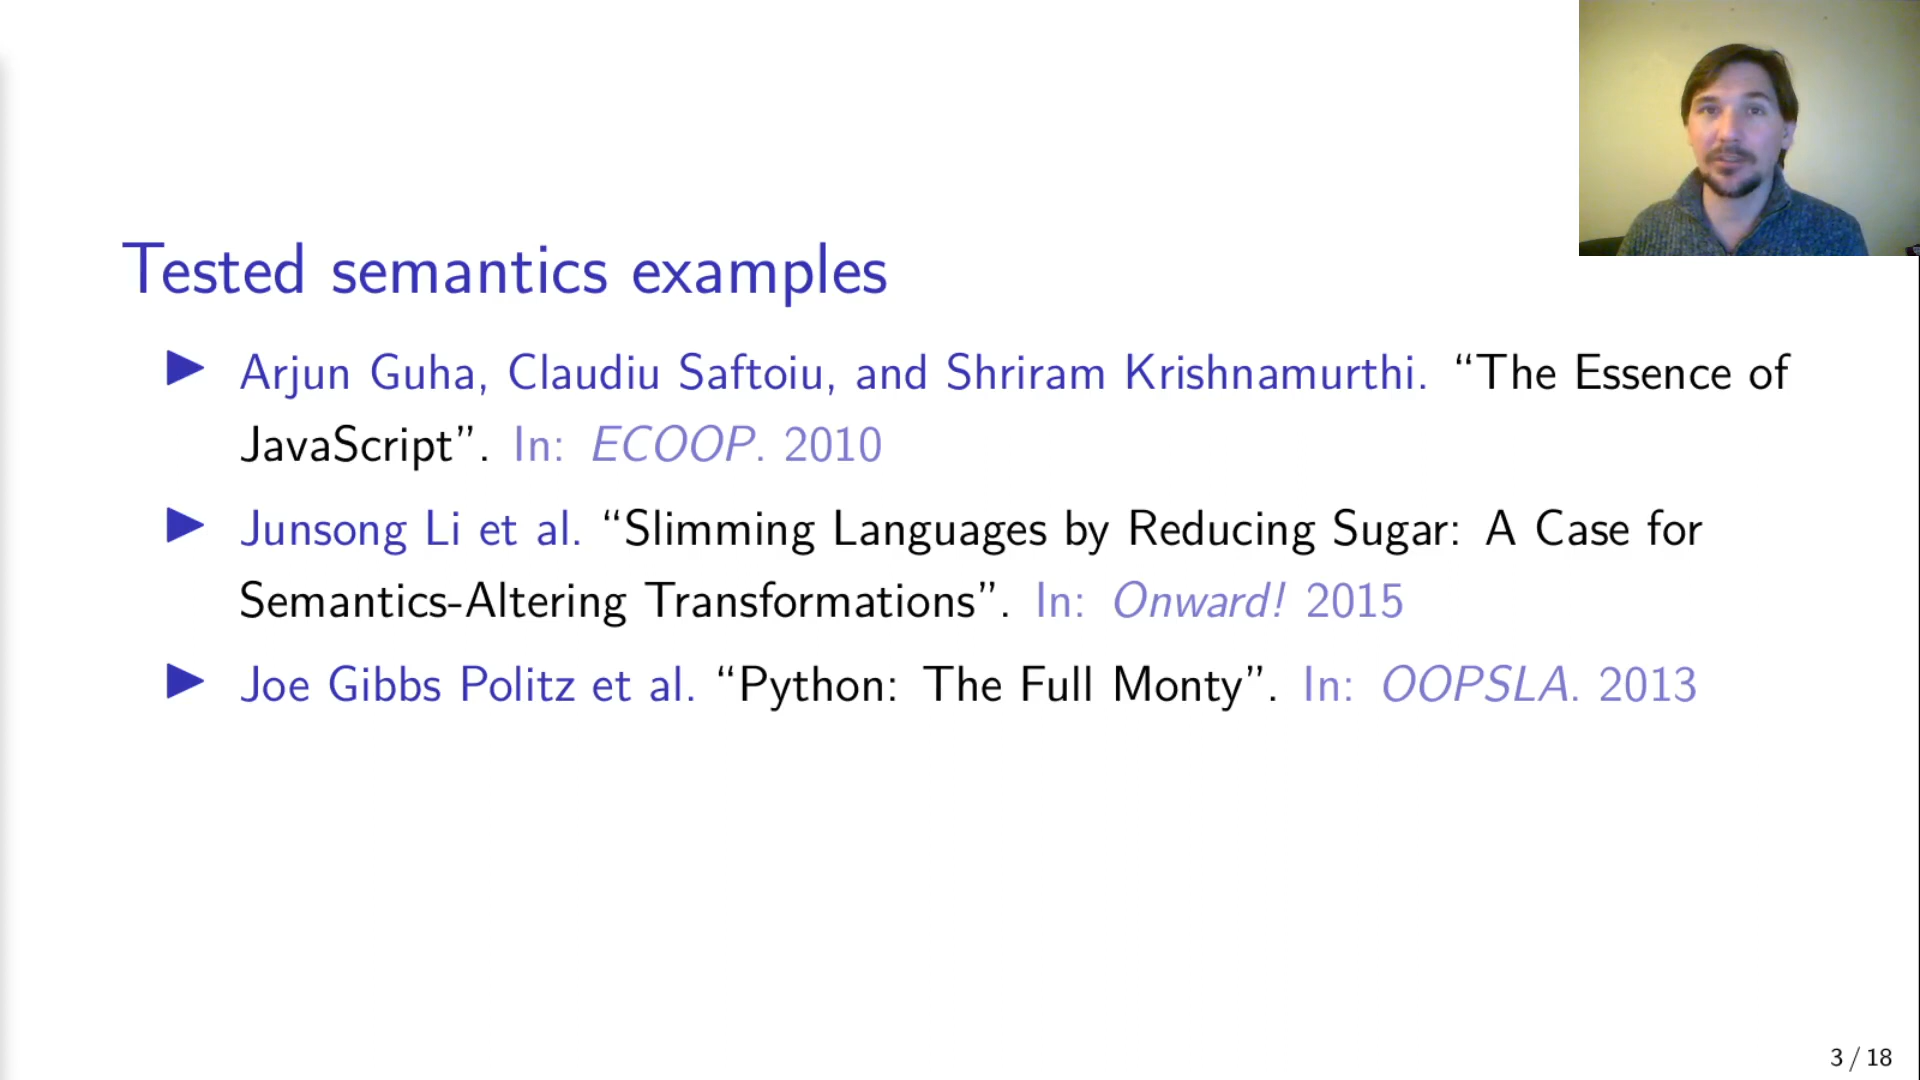 Tested semantics examples
Arjun Guha, Claudiu Saftoiu, and Shriram Krishnamurthi. “The Essence of
JavaScript”. In: ECOOP. 2010
Junsong Li et al. “Slimming Languages by Reducing Sugar: A Case for
Semantics-Altering Transformations”. In: Onward! 2015
Joe Gibbs Politz et al. “Python: The Full Monty”. In: OOPSLA. 2013
3 / 18